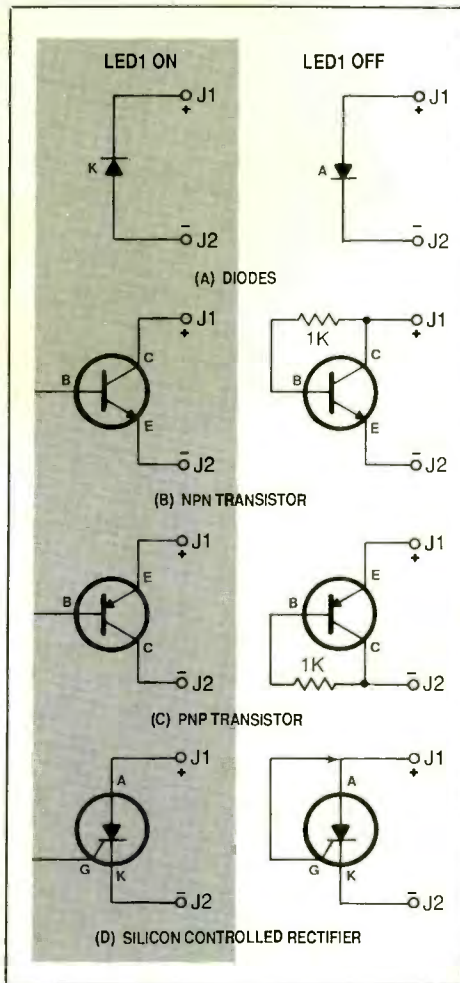 LED1 ON LED1 OFF
J1 J1
+ +
K A
− −
J2 J2
(A) DIODES
J1 J1
+ 1K +
C C
B B
E E
− −
J2 J2
(B) NPN TRANSISTOR
J1 J1
+ +
E E
B B
C C
− 1K −
J2 J2
(C) PNP TRANSISTOR
J1 J1
+ +
A A
G K G K
− −
J2 J2
(D) SILICON CONTROLLED RECTIFIER